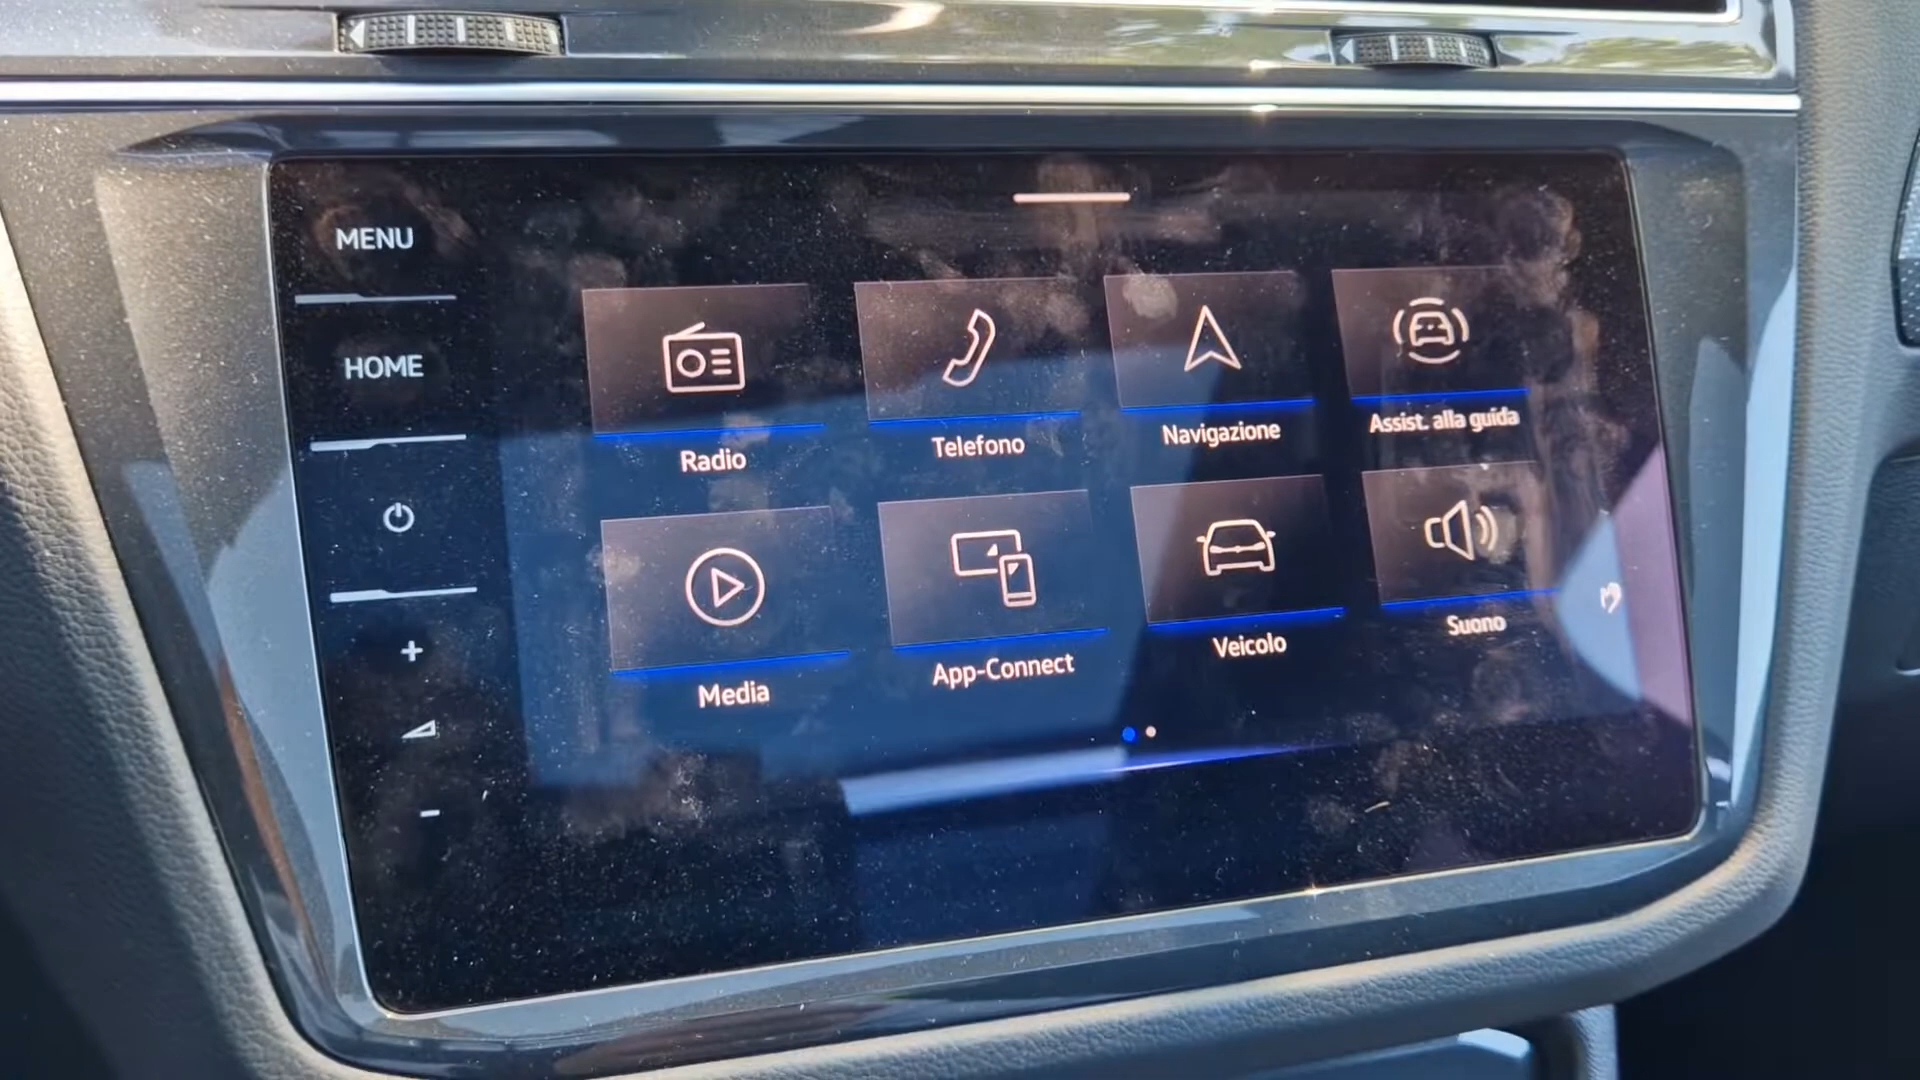 MENU
HOME
Radio
Telefono
Navigazione
Assist. alla guida
Media
App-Connect
Veicolo
Suono
+
-